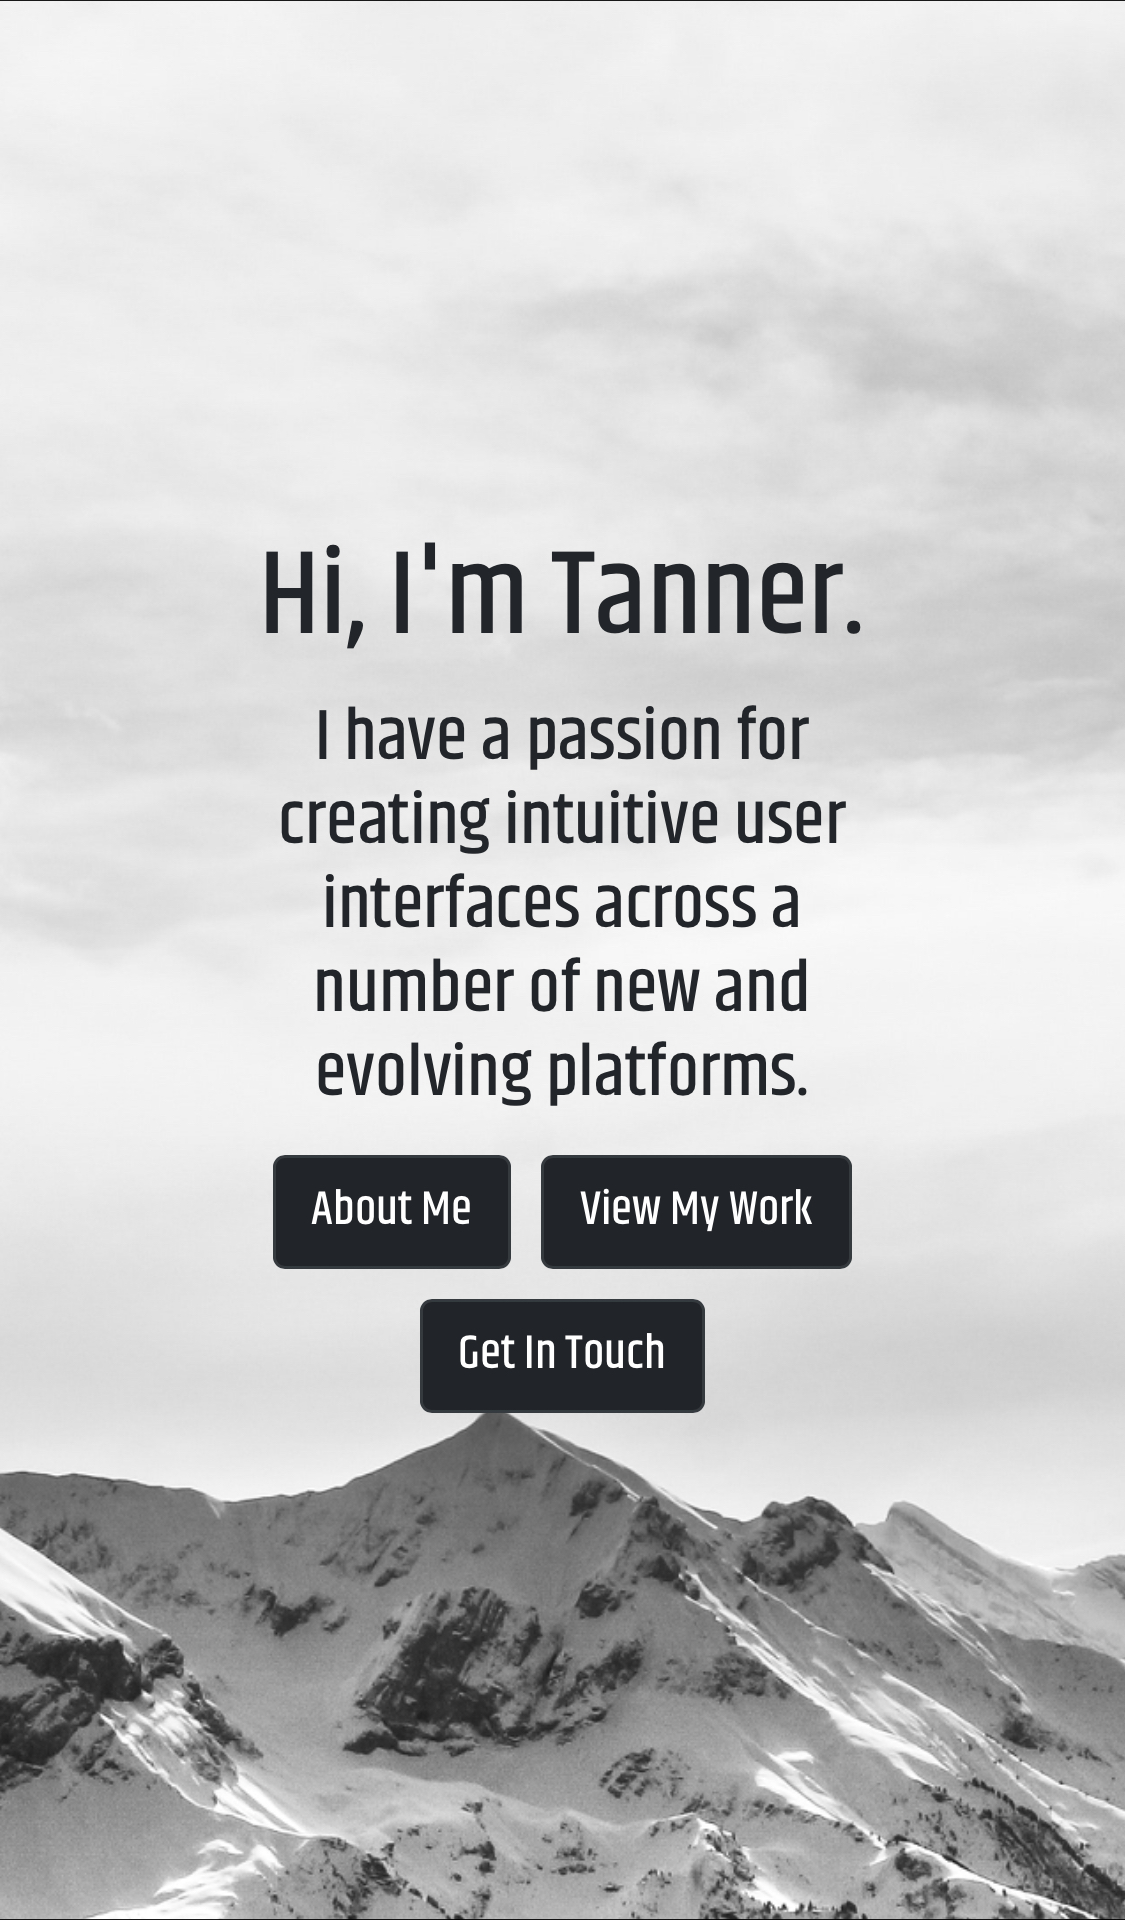 Hi, I'm Tanner.
I have a passion for
creating intuitive user
interfaces across a
number of new and
evolving platforms.
About Me
View My Work
Get In Touch